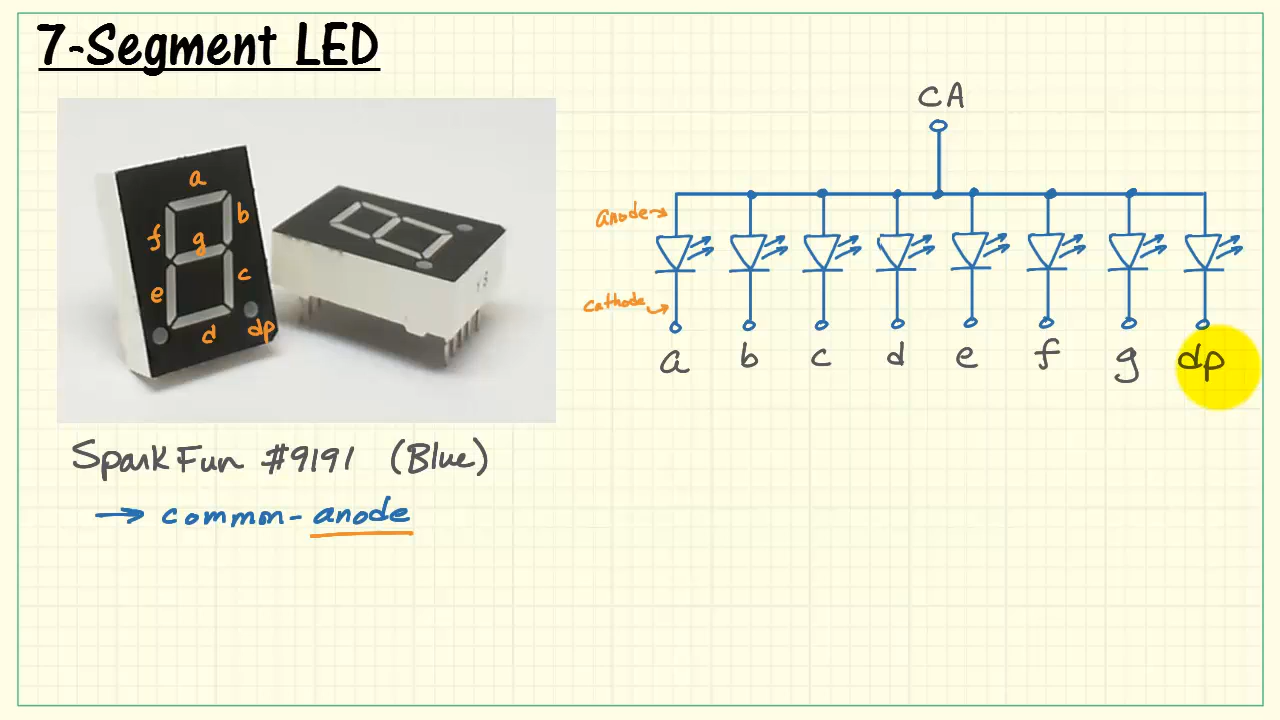 7-Segment LED
CA
a
b
f
g
c
e
d
dp
anode
cathode
a b c d e f g dp
SparkFun #9191 (Blue)
→ common-anode